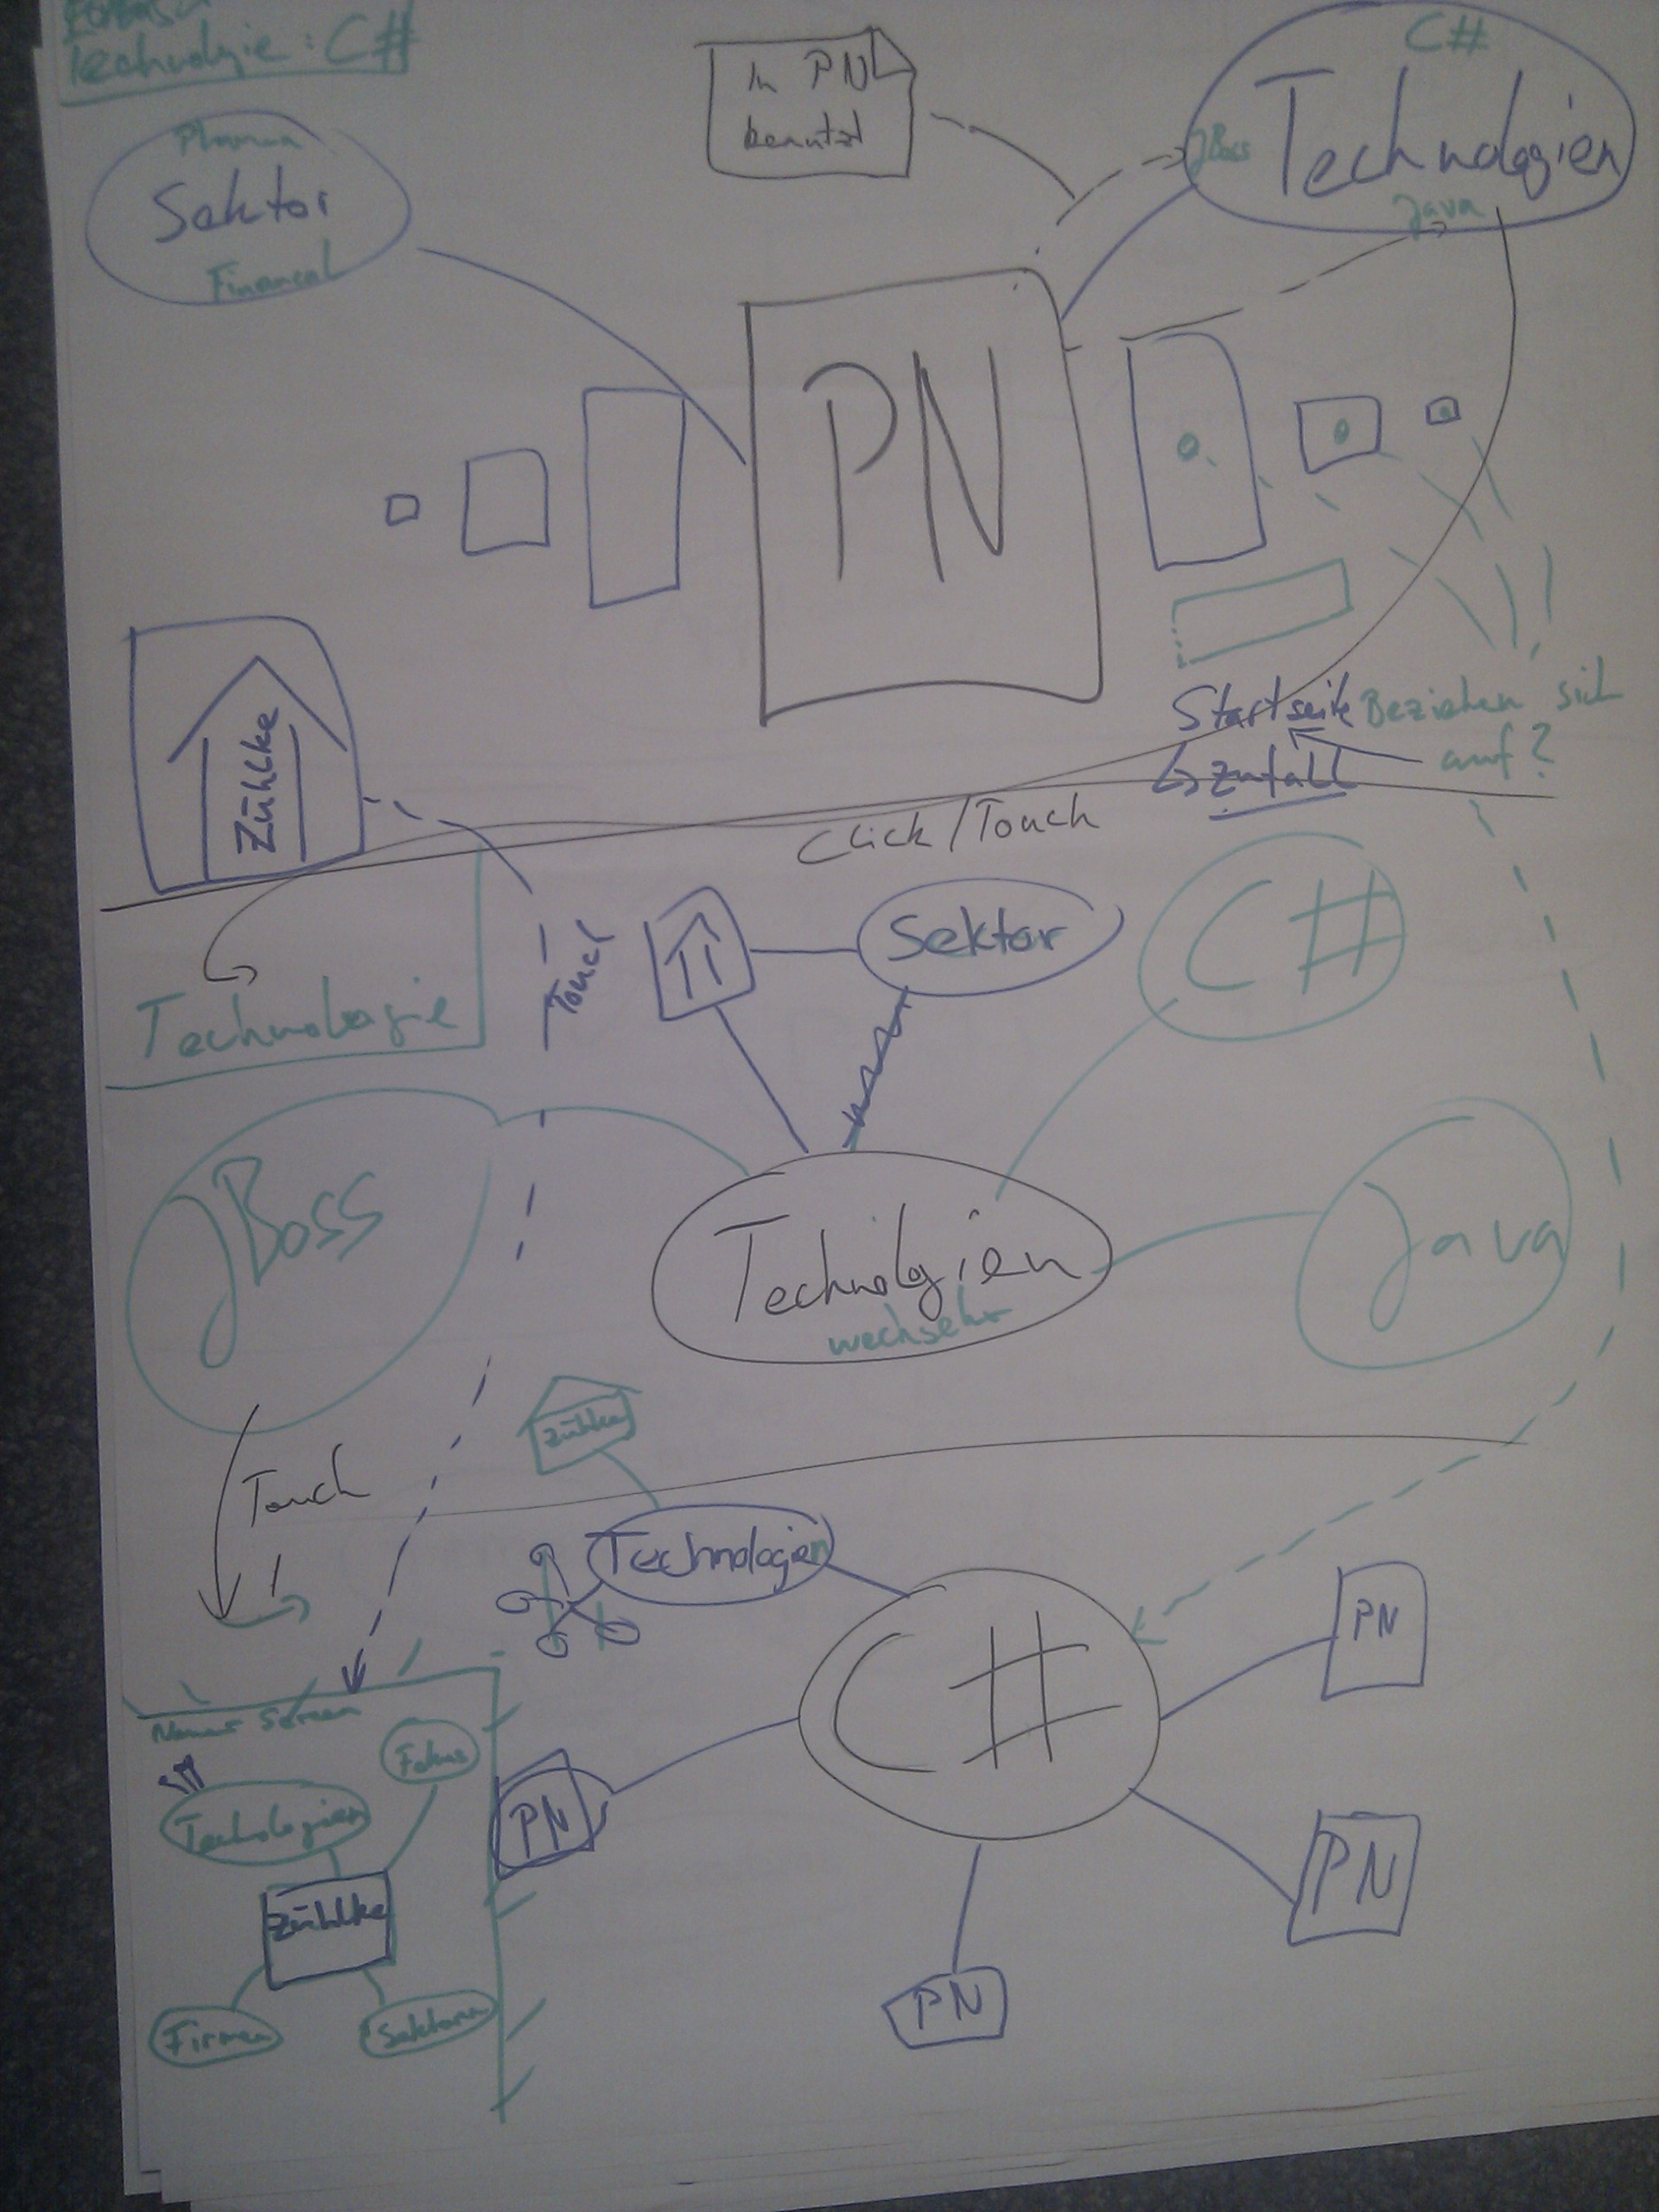 Technologie: C#
In PN
benutzt
C#
Technologien
JBoss
Java
Pharma
Sektor
Financial
PN
Zühlke
Startseite
Zufall
Beziehen sich
auf?
Click/Touch
Technologie
Touch
Sektor
C#
JBoss
Technologien
wechseln
Java
Touch
Zühlke
Technologien
C#
PN
PN
PN
PN
Neuer Screen
Fokus
Technologien
Zühlke
Firmen
Sektoren